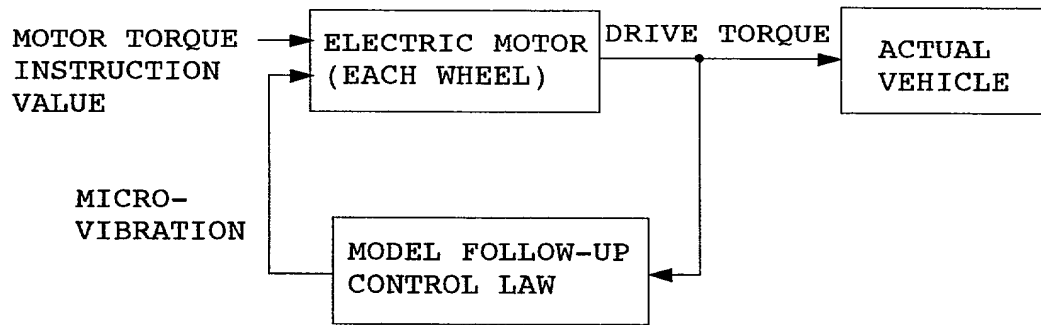 MOTOR TORQUE
INSTRUCTION
VALUE
ELECTRIC MOTOR
(EACH WHEEL)
DRIVE TORQUE
ACTUAL
VEHICLE
MICRO-
VIBRATION
MODEL FOLLOW-UP
CONTROL LAW